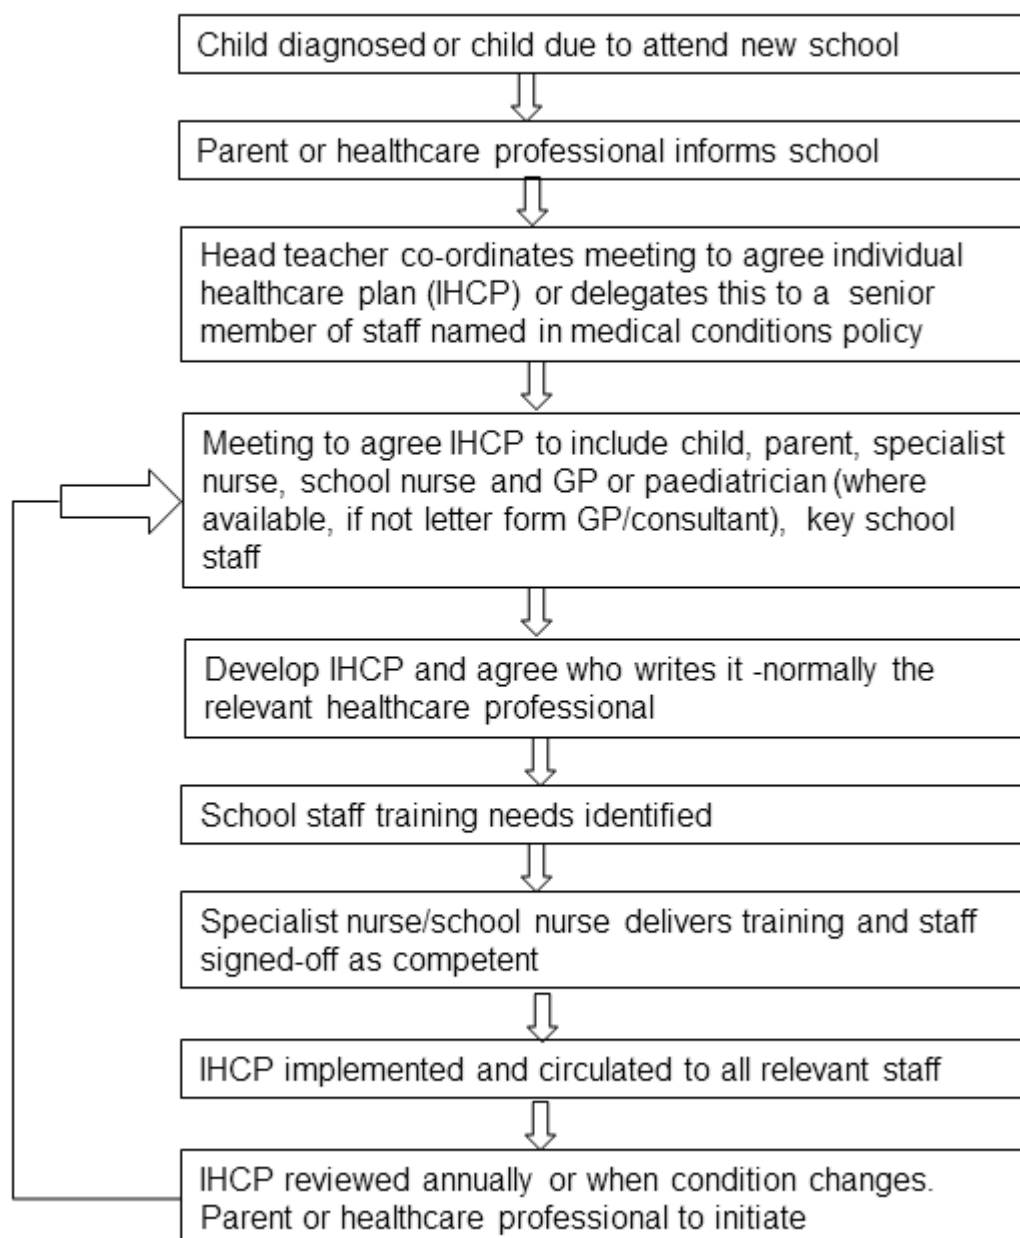 Child diagnosed or child due to attend new school
Parent or healthcare professional informs school
Head teacher co-ordinates meeting to agree individual
healthcare plan (IHCP) or delegates this to a senior
member of staff named in medical conditions policy
Meeting to agree IHCP to include child, parent, specialist
nurse, school nurse and GP or paediatrician (where
available, if not letter form GP/consultant), key school
staff
Develop IHCP and agree who writes it -normally the
relevant healthcare professional
School staff training needs identified
Specialist nurse/school nurse delivers training and staff
signed-off as competent
IHCP implemented and circulated to all relevant staff
IHCP reviewed annually or when condition changes.
Parent or healthcare professional to initiate